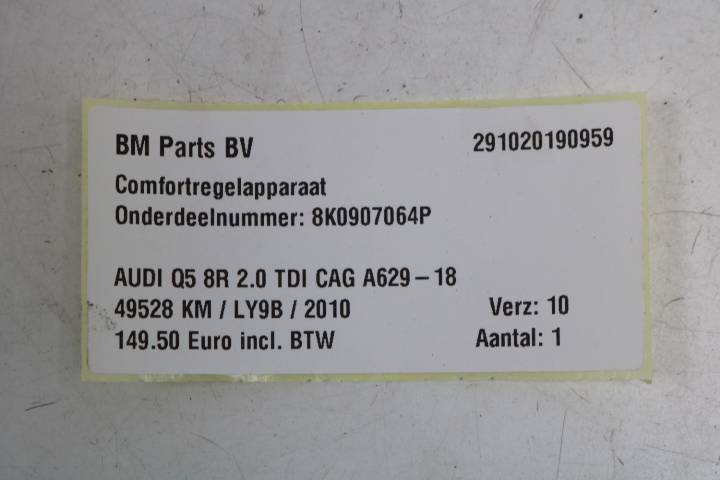 BM Parts BV 291020190959
Comfortregelapparaat
Onderdeelnummer: 8K0907064P
AUDI Q5 8R 2.0 TDI CAG A629-18
49528 KM / LY9B / 2010 Verz: 10
149.50 Euro incl. BTW Aantal: 1